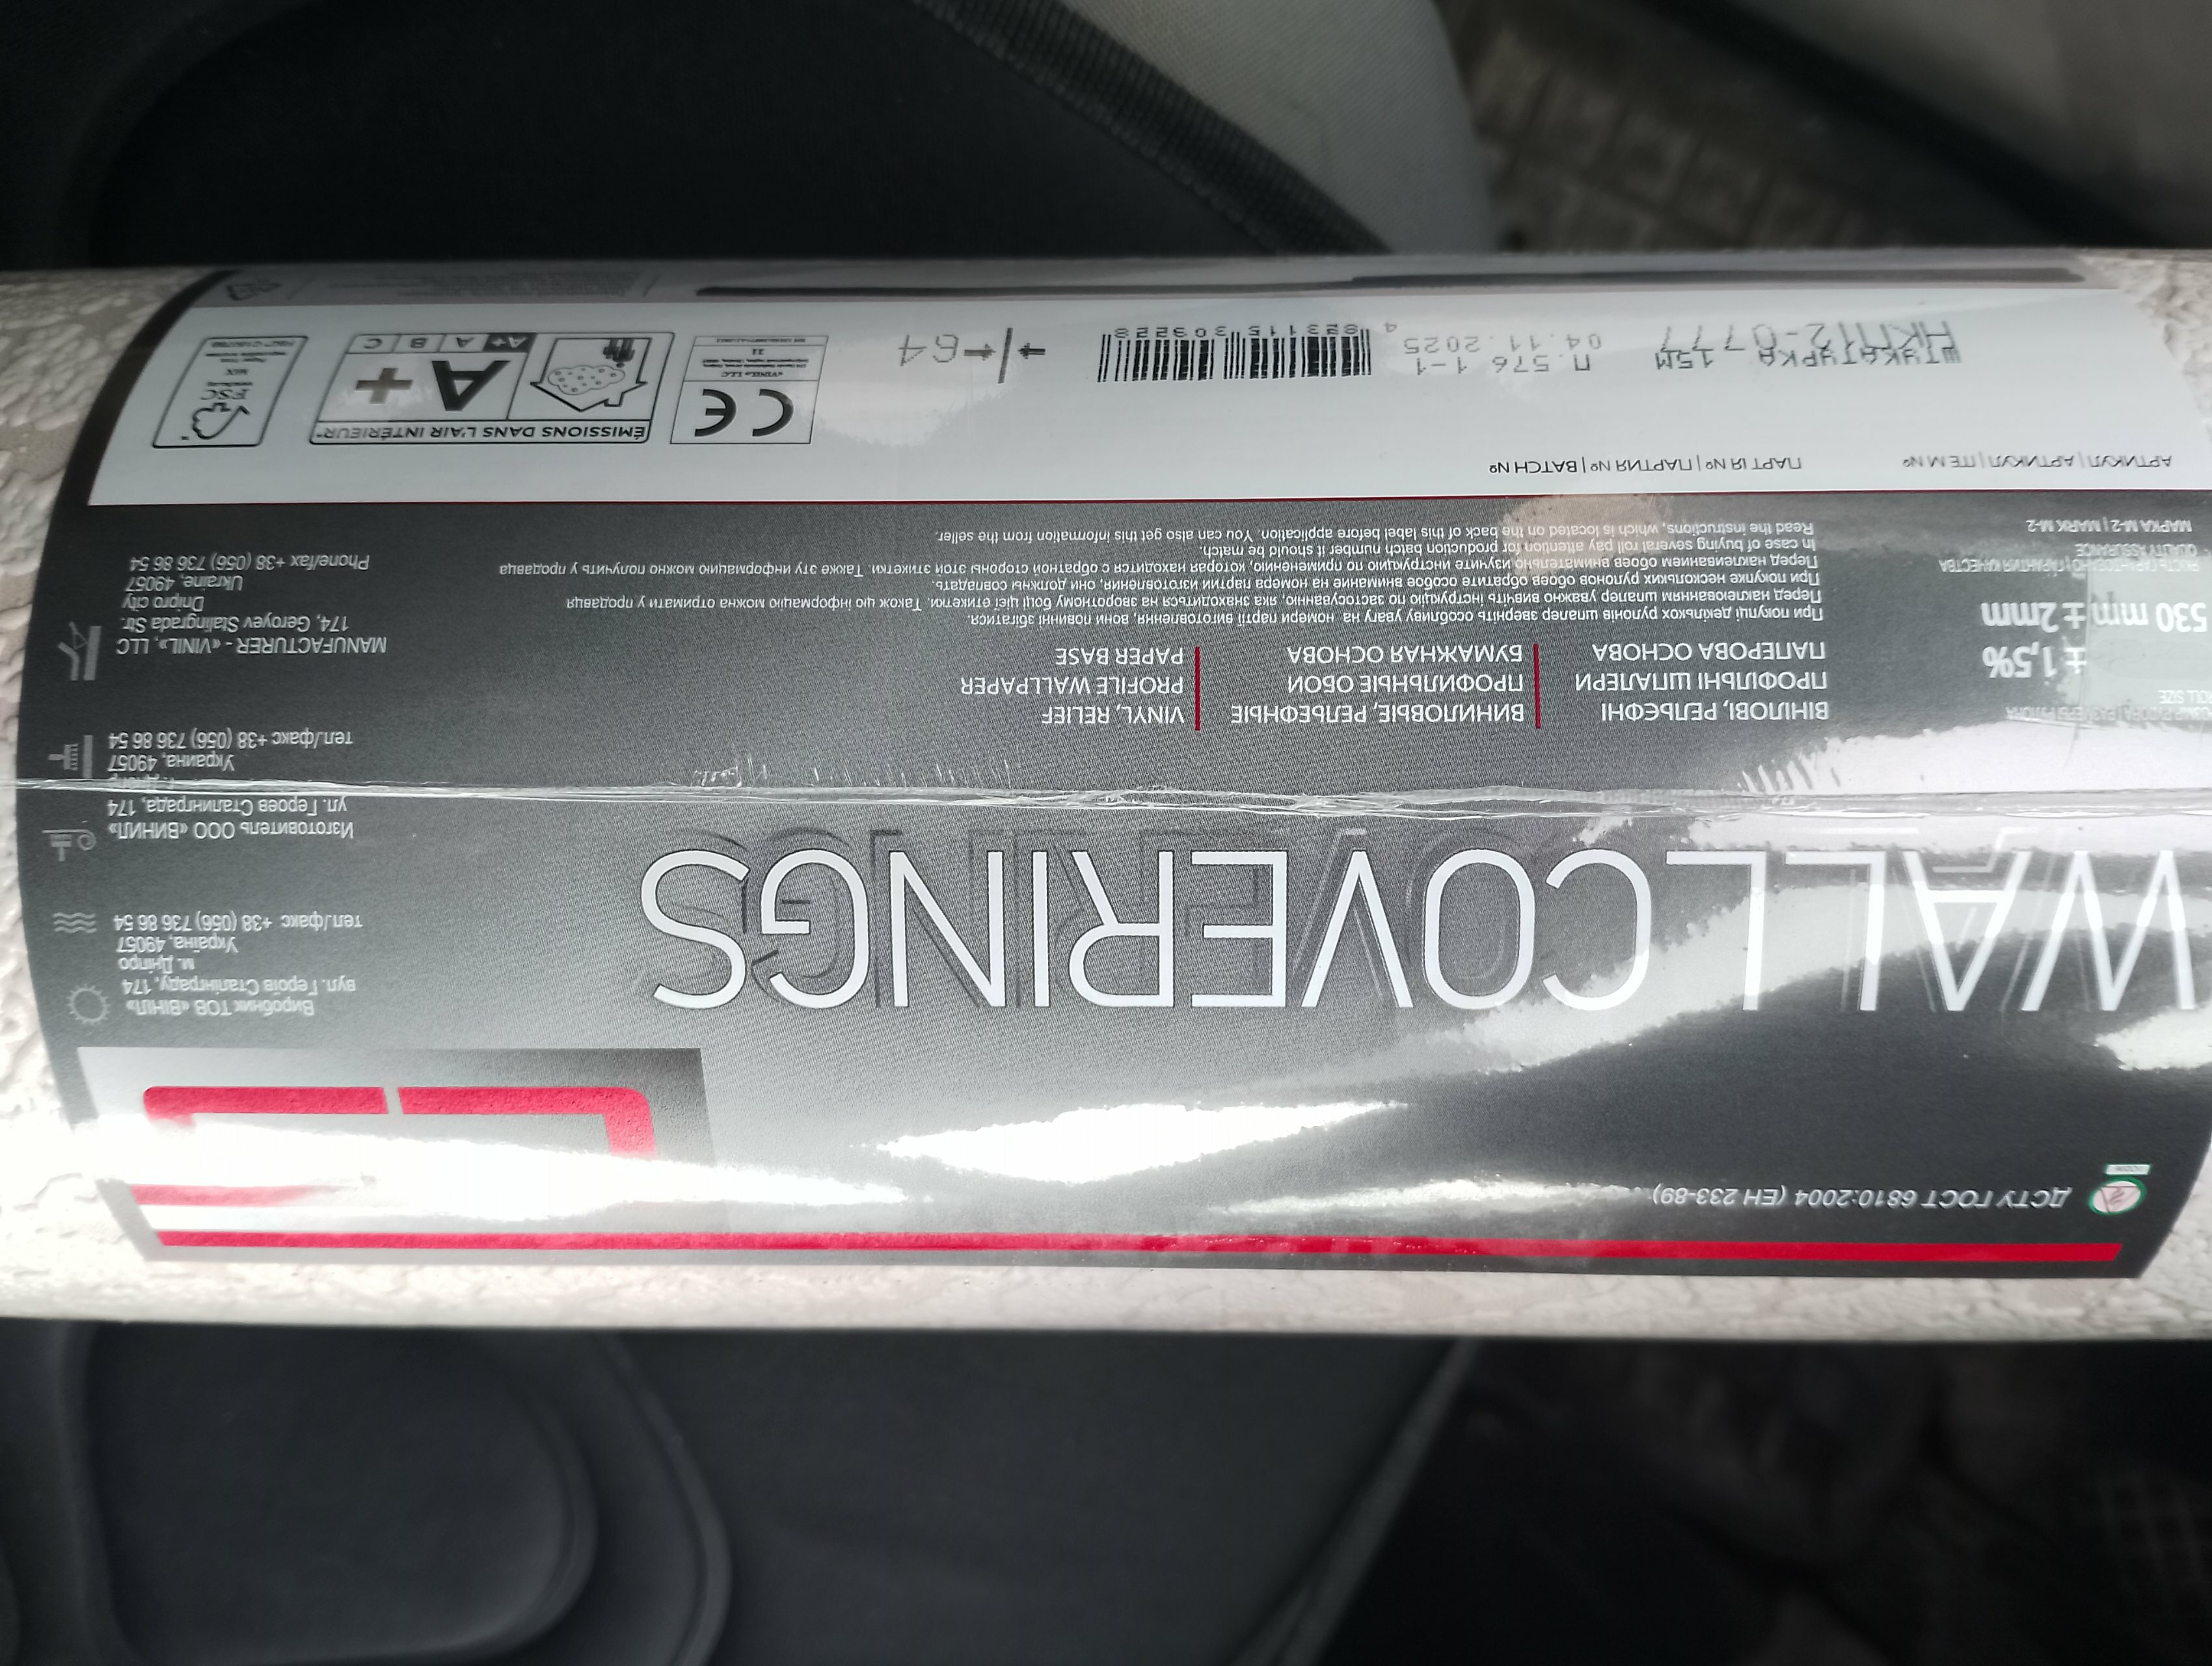 ДСТУ ГОСТ 6810:2004 (ЕН 233-89)
WALL COVERINGS
Виробник ТОВ «ВІНІЛ»
вул. Героїв Сталінграду, 174
м. Дніпро
Україна, 49057
тел./факс +38 (056) 736 86 54
Изготовитель ООО «ВИНИЛ»
ул. Героев Сталинграда, 174
г. Днепр
Украина, 49057
тел./факс +38 (056) 736 86 54
MANUFACTURER - «VINIL», LLC
174, Geroyev Stalingrada Str.
Dnipro city
Ukraine, 49057
Phone/fax +38 (056) 736 86 54
ROLL SIZE
± 1,5%
530 mm ± 2mm
QUALITY ASSURANCE
МАРКА М-2 | MARK M-2
ВІНІЛОВІ, РЕЛЬЄФНІ
ПРОФІЛЬНІ ШПАЛЕРИ
ПАПЕРОВА ОСНОВА
ВИНИЛОВЫЕ, РЕЛЬЕФНЫЕ
ПРОФИЛЬНЫЕ ОБОИ
БУМАЖНАЯ ОСНОВА
VINYL, RELIEF
PROFILE WALLPAPER
PAPER BASE
При покупці декількох рулонів шпалер зверніть особливу увагу на номери партії виготовлення, вони повинні збігатися.
Перед наклеюванням шпалер уважно вивчіть інструкцію по застосуванню, яка знаходиться на зворотному боці цієї етикетки. Також цю інформацію можна отримати у продавця
При покупке нескольких рулонов обоев обратите особое внимание на номера партии изготовления, они должны совпадать.
Перед наклеиванием обоев внимательно изучите инструкцию по применению, которая находится с обратной стороны этой этикетки. Также эту информацию можно получить у продавца
In case of buying several roll pay attention for production batch number it should be match.
Read the instructions, which is located on the back of this label before application. You can also get this information from the seller.
АРТИКУЛ | АРТИКУЛ | ITEM №
ПАРТІЯ № | ПАРТИЯ № | BATCH №
ШТУКАТУРКА 15М
НКП12-0777
П.576 1-1
04.11.2025
4 823115 309228
64
CE
«VINIL» LLC
ÉMISSIONS DANS L'AIR INTÉRIEUR*
A+
A+ A B C
FSC
MIX